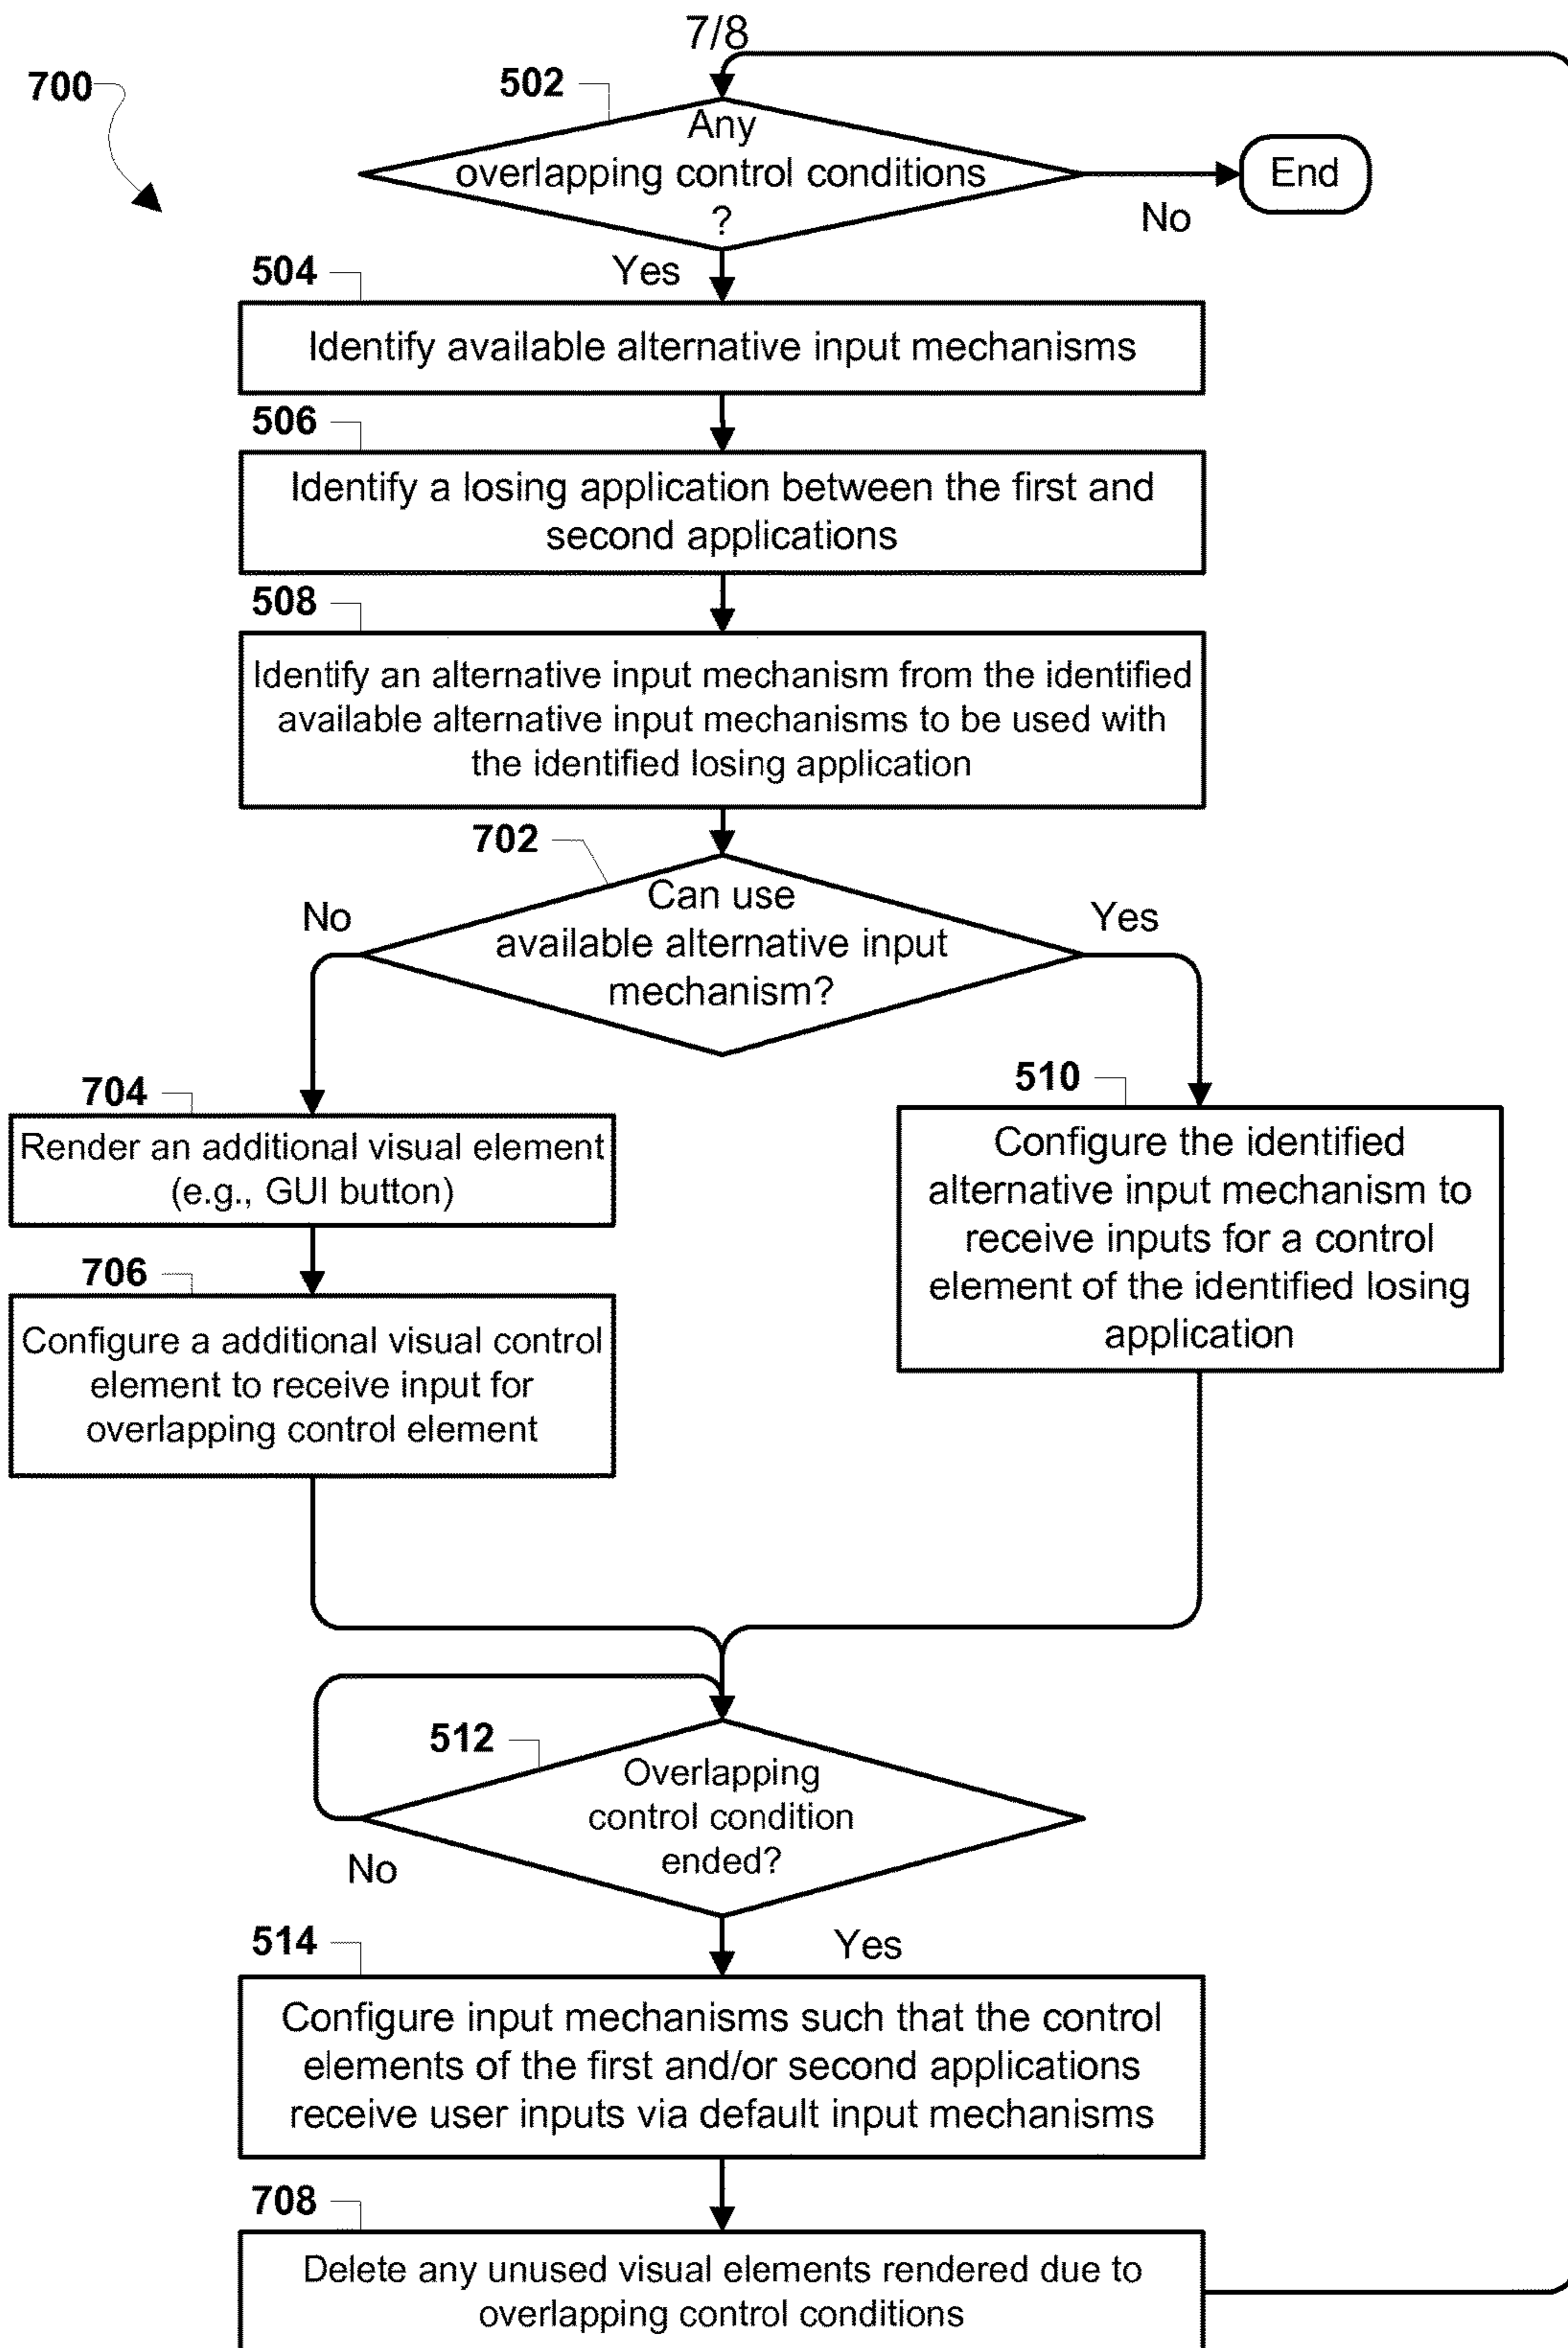 7/8
700
502
Any
overlapping control conditions
?
End
No
Yes
504
Identify available alternative input mechanisms
506
Identify a losing application between the first and
second applications
508
Identify an alternative input mechanism from the identified
available alternative input mechanisms to be used with
the identified losing application
702
Can use
available alternative input
mechanism?
No
Yes
704
Render an additional visual element
(e.g., GUI button)
706
Configure a additional visual control
element to receive input for
overlapping control element
510
Configure the identified
alternative input mechanism to
receive inputs for a control
element of the identified losing
application
512
Overlapping
control condition
ended?
No
Yes
514
Configure input mechanisms such that the control
elements of the first and/or second applications
receive user inputs via default input mechanisms
708
Delete any unused visual elements rendered due to
overlapping control conditions